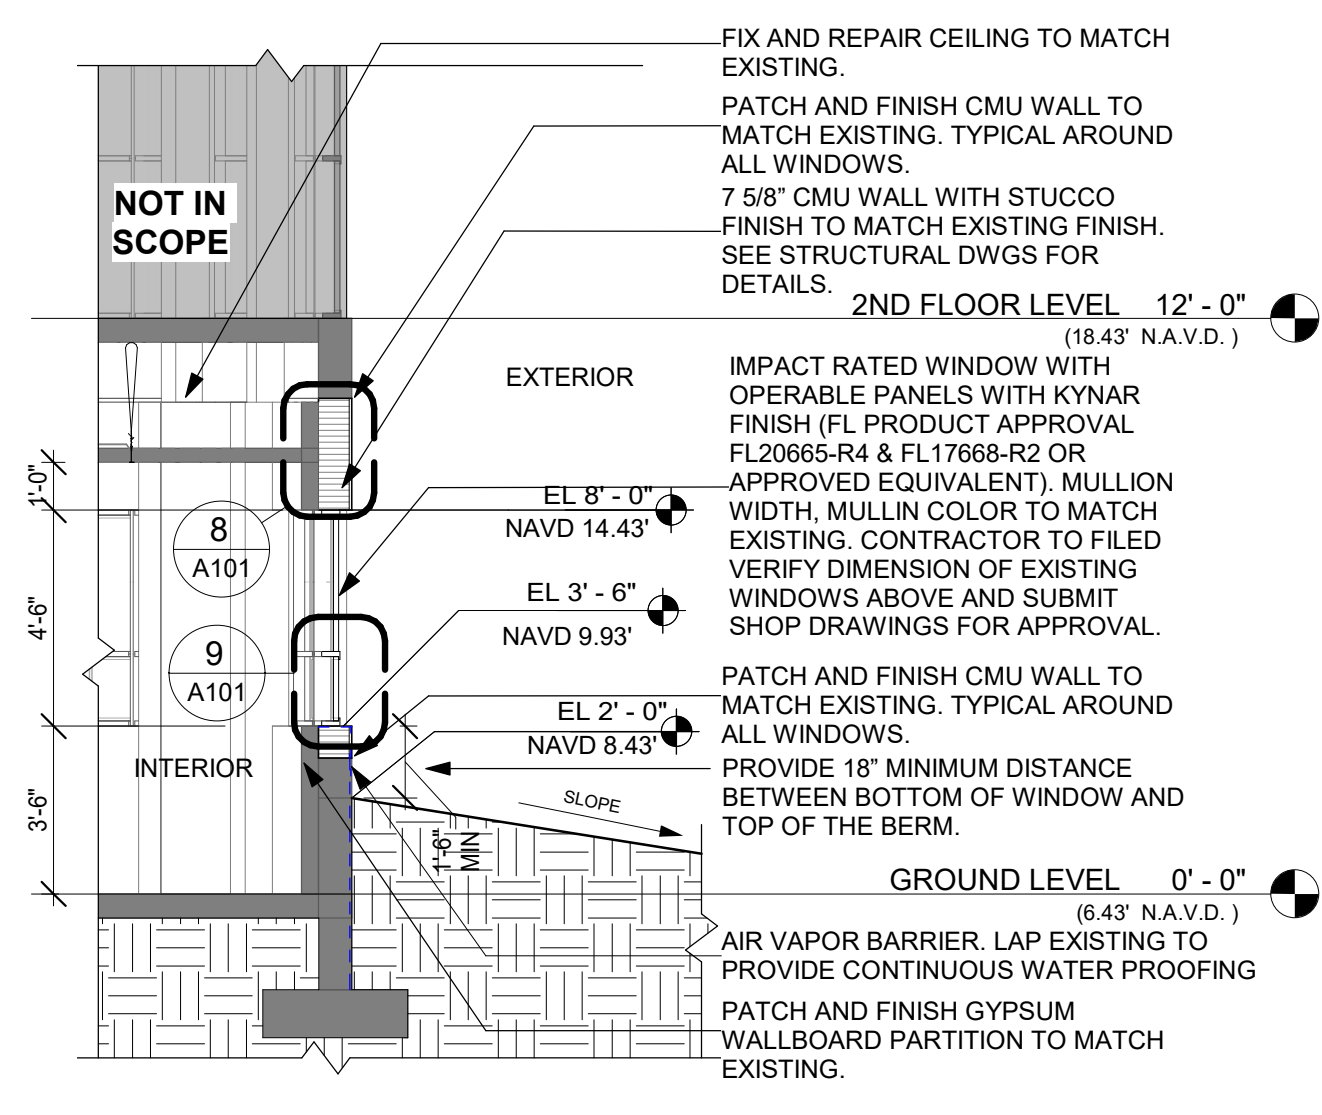 FIX AND REPAIR CEILING TO MATCH
EXISTING.
PATCH AND FINISH CMU WALL TO
MATCH EXISTING. TYPICAL AROUND
ALL WINDOWS.
7 5/8” CMU WALL WITH STUCCO
FINISH TO MATCH EXISTING FINISH.
SEE STRUCTURAL DWGS FOR
DETAILS.
NOT IN
SCOPE
2ND FLOOR LEVEL 12' - 0"
(18.43' N.A.V.D. )
EXTERIOR
IMPACT RATED WINDOW WITH
OPERABLE PANELS WITH KYNAR
FINISH (FL PRODUCT APPROVAL
FL20665-R4 & FL17668-R2 OR
APPROVED EQUIVALENT). MULLION
WIDTH, MULLIN COLOR TO MATCH
EXISTING. CONTRACTOR TO FILED
VERIFY DIMENSION OF EXISTING
WINDOWS ABOVE AND SUBMIT
SHOP DRAWINGS FOR APPROVAL.
1'-0"
EL 8' - 0"
NAVD 14.43'
8
A101
4'-6"
EL 3' - 6"
NAVD 9.93'
9
A101
PATCH AND FINISH CMU WALL TO
MATCH EXISTING. TYPICAL AROUND
ALL WINDOWS.
EL 2' - 0"
NAVD 8.43'
INTERIOR
PROVIDE 18” MINIMUM DISTANCE
BETWEEN BOTTOM OF WINDOW AND
TOP OF THE BERM.
SLOPE
3'-6"
1'-6"
MIN
GROUND LEVEL 0' - 0"
(6.43' N.A.V.D. )
AIR VAPOR BARRIER. LAP EXISTING TO
PROVIDE CONTINUOUS WATER PROOFING
PATCH AND FINISH GYPSUM
WALLBOARD PARTITION TO MATCH
EXISTING.